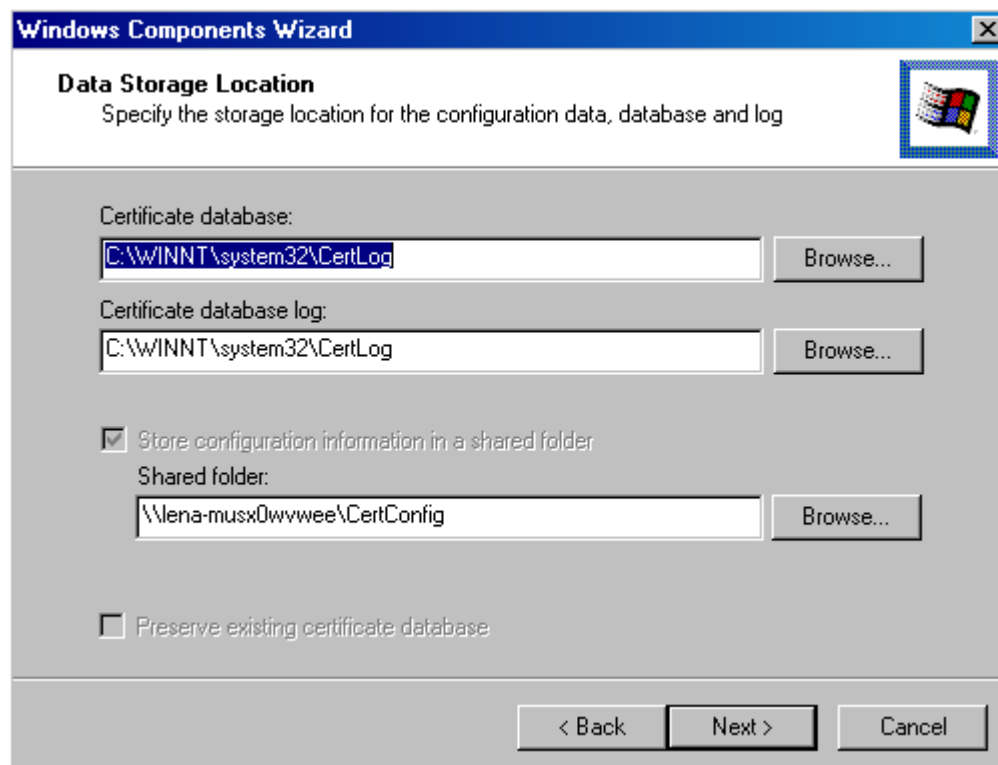 Windows Components Wizard
Data Storage Location
Specify the storage location for the configuration data, database and log
Certificate database:
C:\WINNT\system32\CertLog
Browse...
Certificate database log:
C:\WINNT\system32\CertLog
Browse...
Store configuration information in a shared folder
Shared folder:
\\lena-musx0wvwee\CertConfig
Browse...
Preserve existing certificate database
< Back
Next >
Cancel